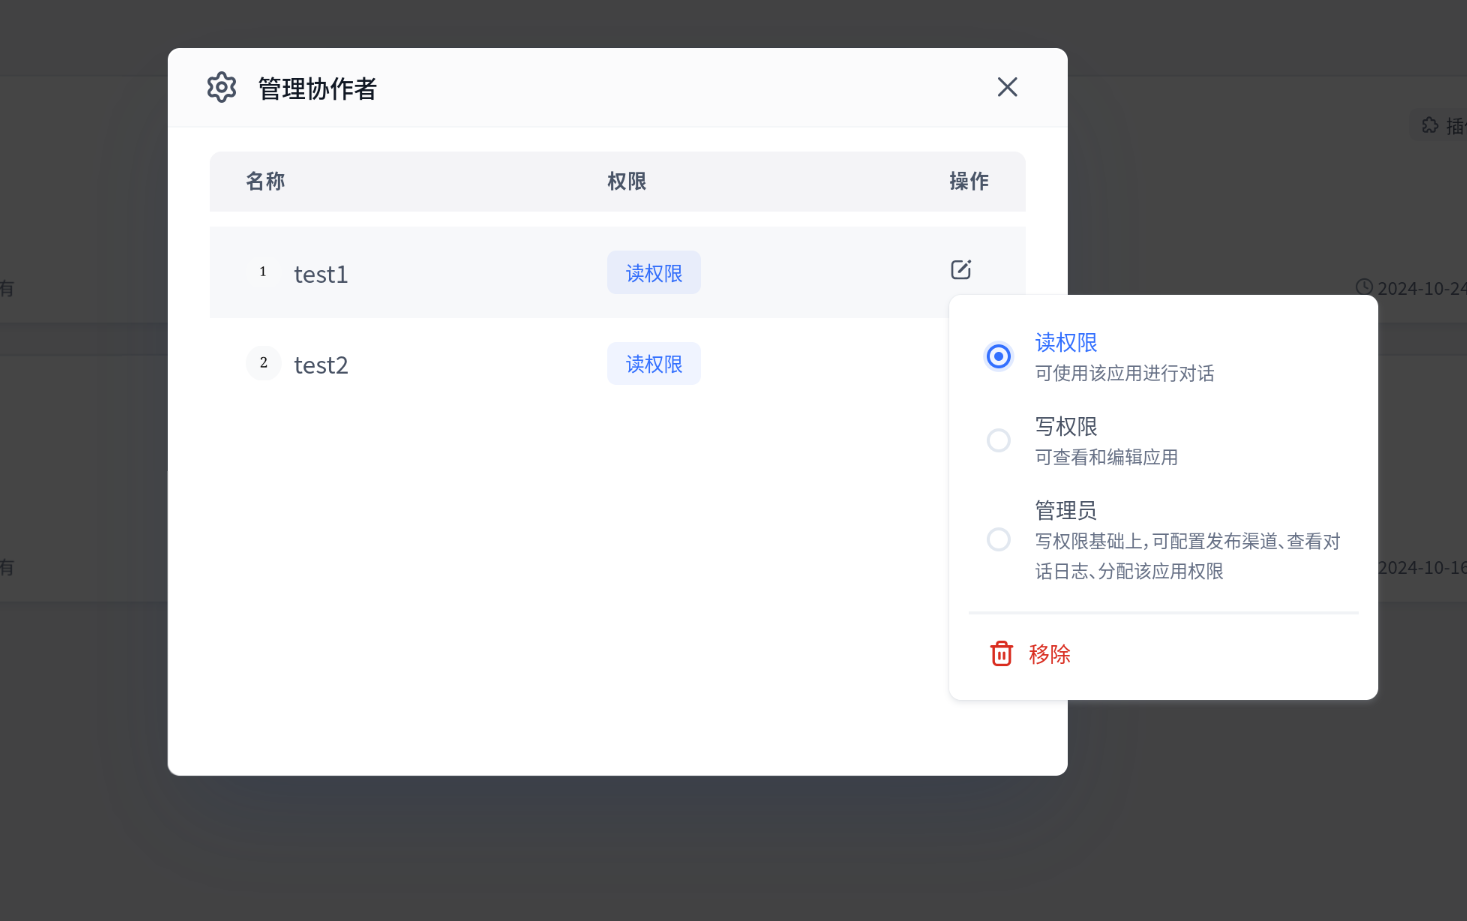 管理协作者
插
名称 权限 操作
1 test1 读权限
有
2024-10-24
2 test2 读权限
读权限
可使用该应用进行对话
写权限
可查看和编辑应用
管理员
写权限基础上，可配置发布渠道、查看对
话日志、分配该应用权限
有
2024-10-16
移除